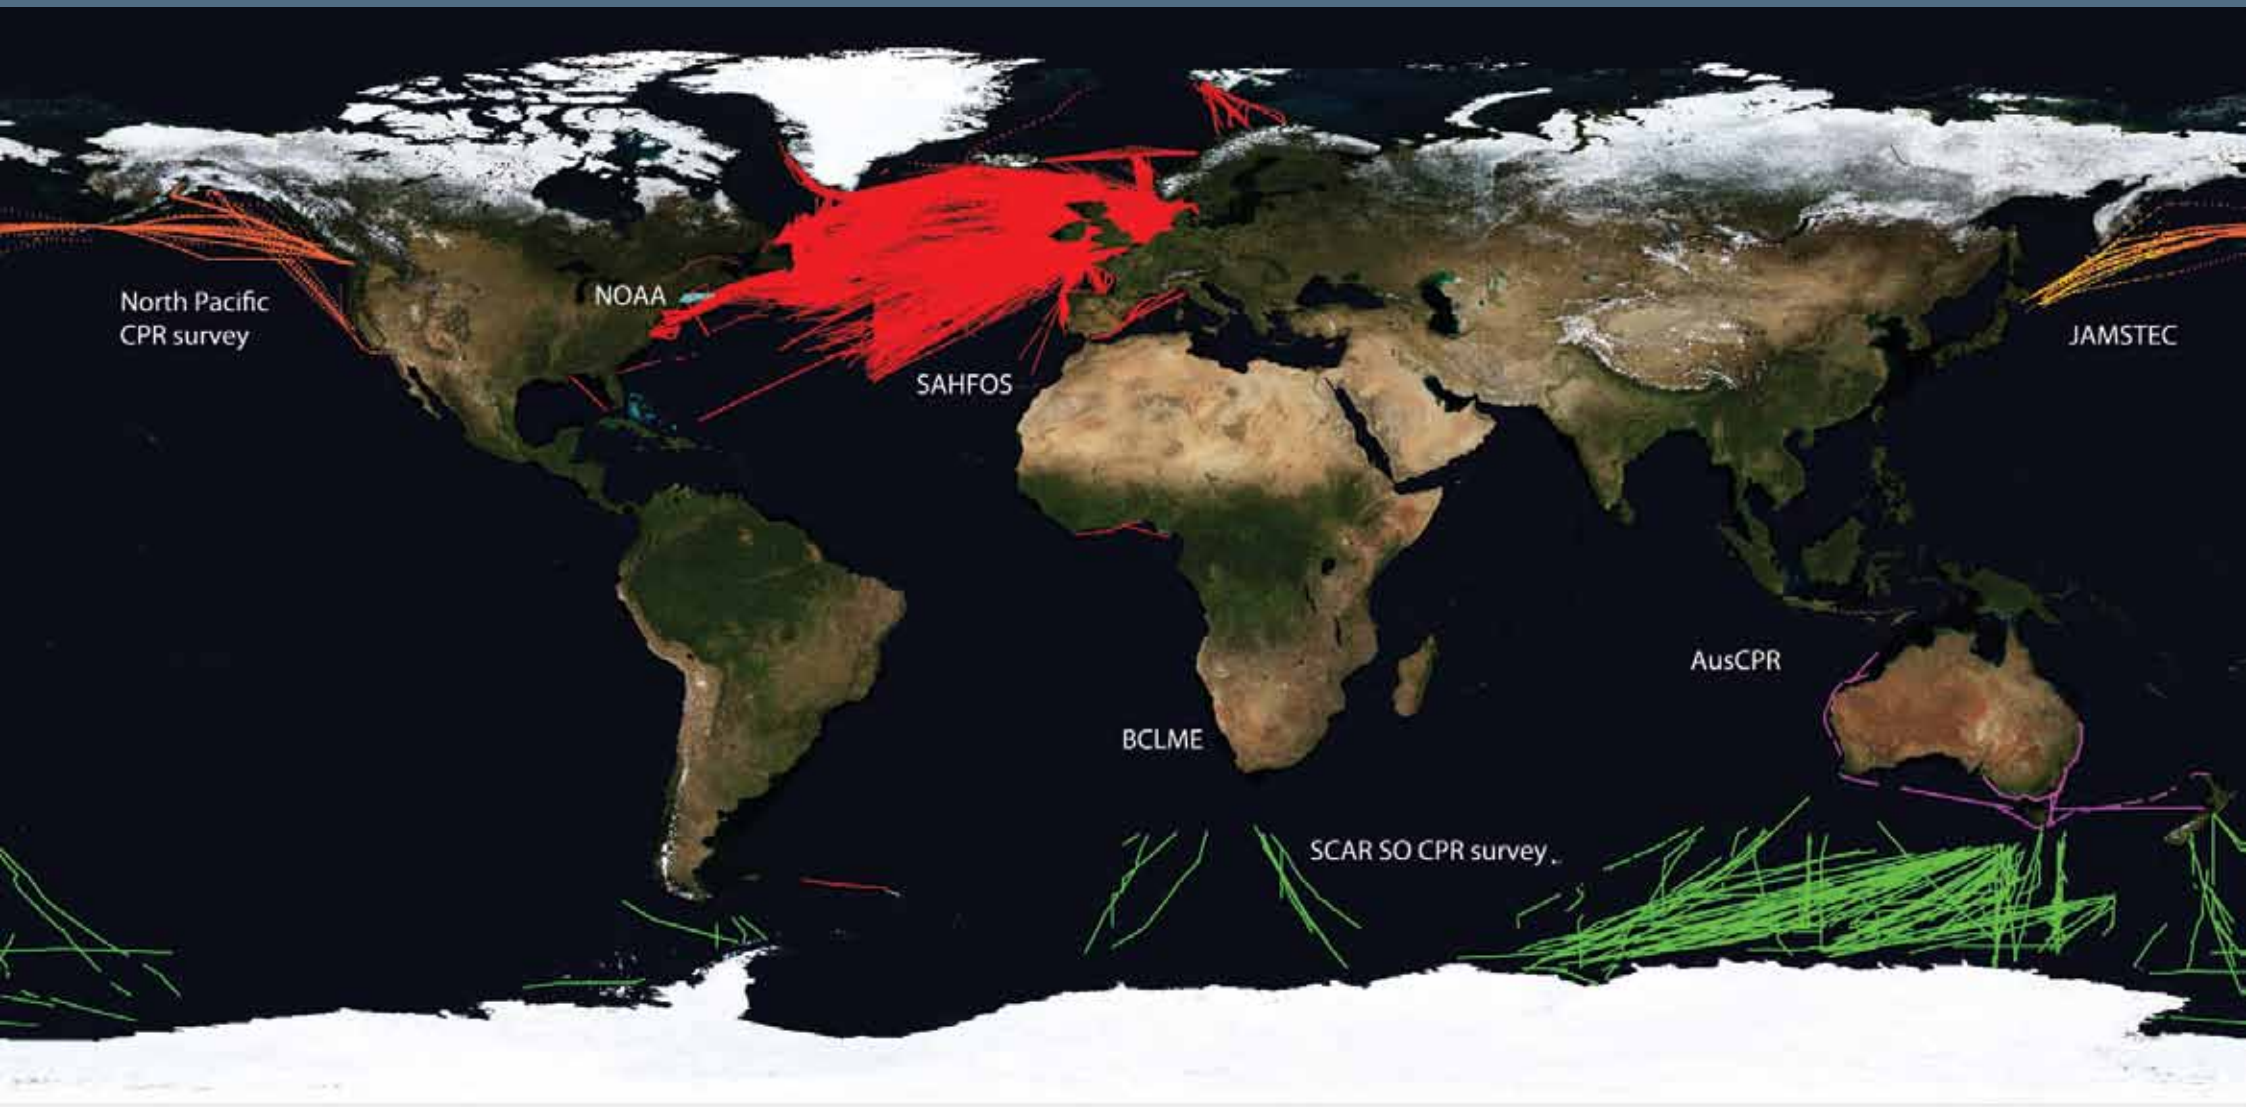 NOAA
North Pacific
CPR survey
JAMSTEC
SAHFOS
AusCPR
BCLME
SCAR SO CPR survey